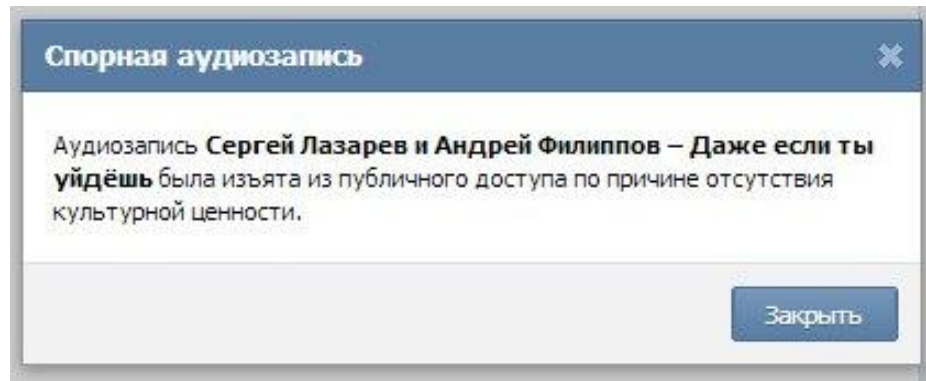 Спорная аудиозапись
Аудиозапись Сергей Лазарев и Андрей Филиппов – Даже если ты
уйдёшь была изъята из публичного доступа по причине отсутствия
культурной ценности.
Закрыть